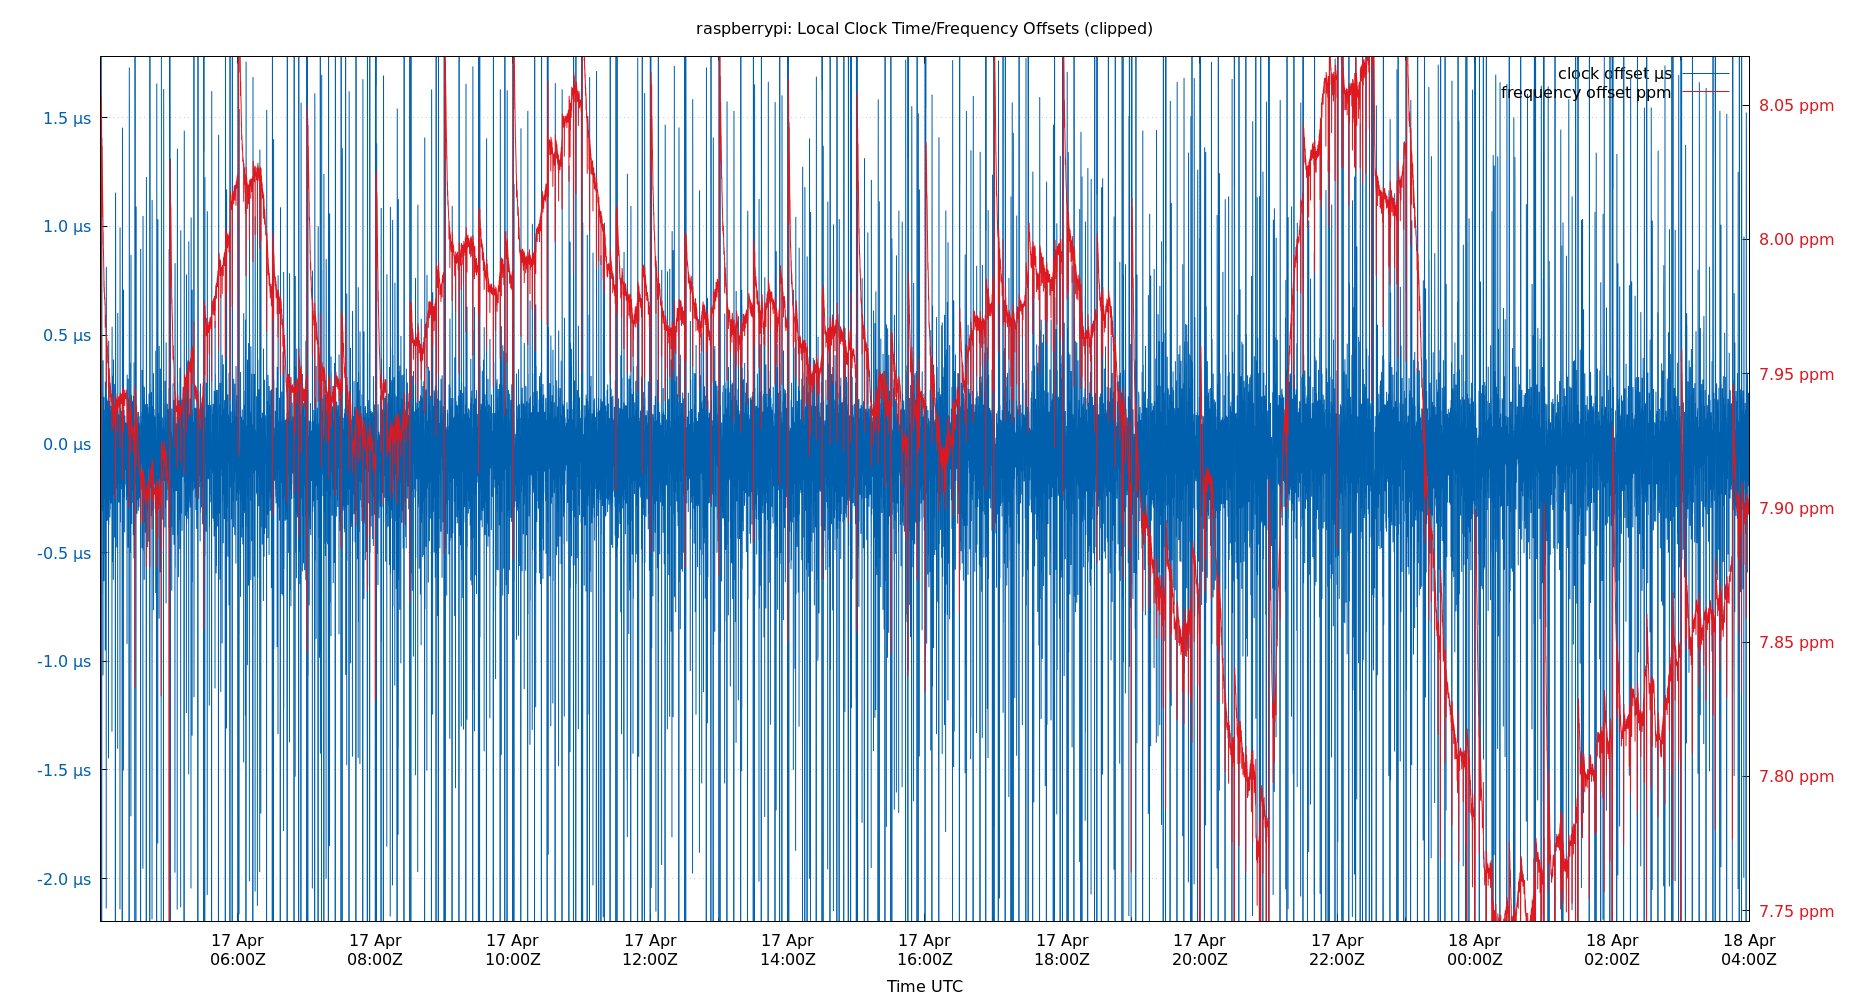 raspberrypi: Local Clock Time/Frequency Offsets (clipped)
clock offset µs
frequency offset ppm
1.5 µs
1.0 µs
0.5 µs
0.0 µs
-0.5 µs
-1.0 µs
-1.5 µs
-2.0 µs
8.05 ppm
8.00 ppm
7.95 ppm
7.90 ppm
7.85 ppm
7.80 ppm
7.75 ppm
17 Apr 17 Apr 17 Apr 17 Apr 17 Apr 17 Apr 17 Apr 17 Apr 17 Apr 18 Apr 18 Apr 18 Apr
06:00Z 08:00Z 10:00Z 12:00Z 14:00Z 16:00Z 18:00Z 20:00Z 22:00Z 00:00Z 02:00Z 04:00Z
Time UTC